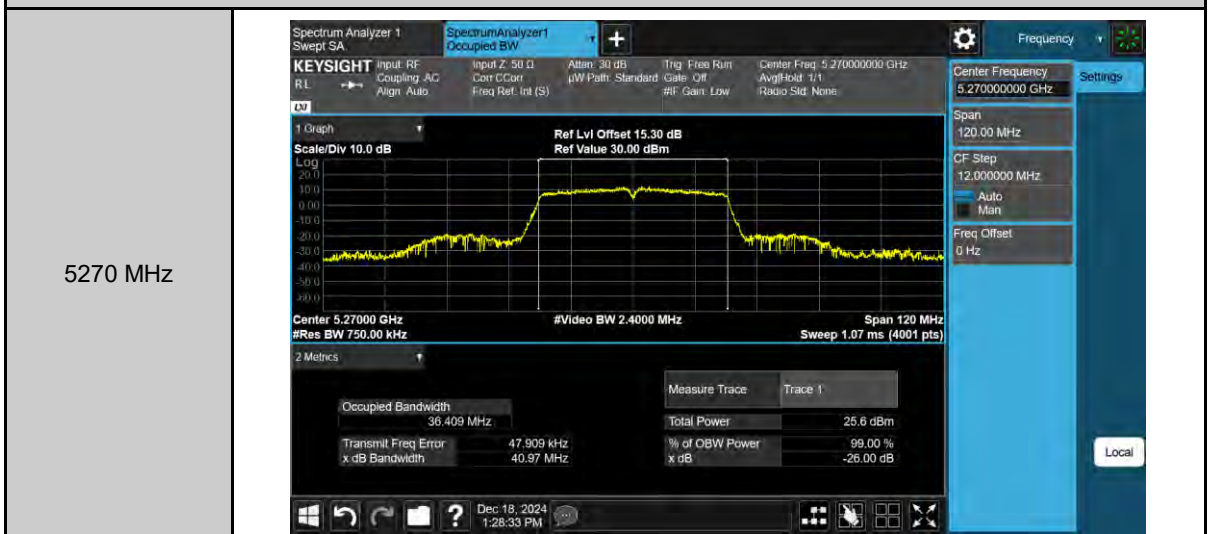 5270 MHz
Spectrum Analyzer 1
Swept SA
SpectrumAnalyzer1
Occupied BW
+
Frequency
KEYSIGHT
RL
LXI
Input: RF
Coupling: AC
Align: Auto
Input Z: 50 Ω
Corr CCorr
Freq Ref: Int (S)
Atten: 30 dB
µW Path: Standard
Trig: Free Run
Gate: Off
#IF Gain: Low
Center Freq: 5.270000000 GHz
Avg|Hold: 1/1
Radio Std: None
Center Frequency
5.270000000 GHz
Settings
Span
120.00 MHz
CF Step
12.000000 MHz
Auto
Man
Freq Offset
0 Hz
Local
1 Graph
Scale/Div 10.0 dB
Ref Lvl Offset 15.30 dB
Ref Value 30.00 dBm
Log
20.0
10.0
0.00
-10.0
-20.0
-30.0
-40.0
-50.0
-60.0
Center 5.27000 GHz
#Res BW 750.00 kHz
#Video BW 2.4000 MHz
Span 120 MHz
Sweep 1.07 ms (4001 pts)
2 Metrics
Measure Trace Trace 1
Occupied Bandwidth
36.409 MHz
Total Power 25.6 dBm
Transmit Freq Error 47.909 kHz
% of OBW Power 99.00 %
x dB Bandwidth 40.97 MHz
x dB -26.00 dB
?
Dec 18, 2024
1:28:33 PM